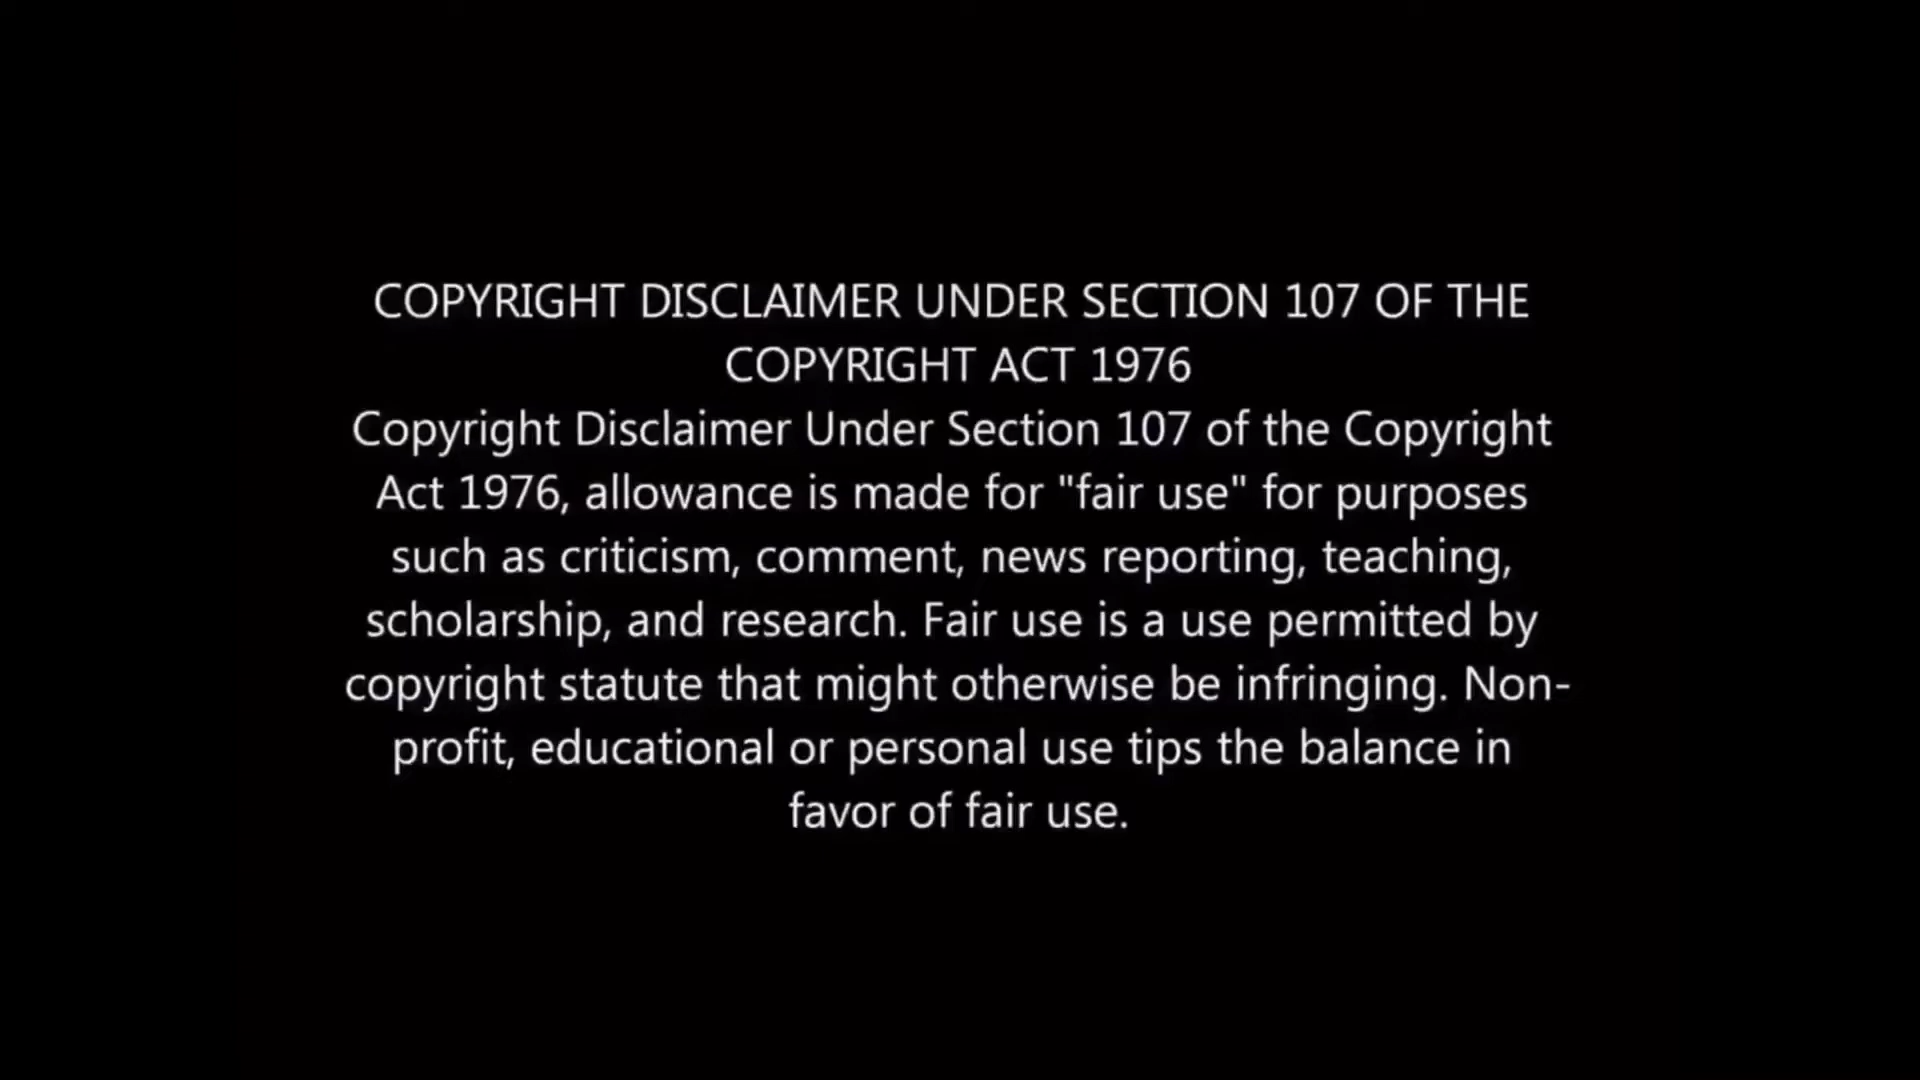 COPYRIGHT DISCLAIMER UNDER SECTION 107 OF THE
COPYRIGHT ACT 1976
Copyright Disclaimer Under Section 107 of the Copyright
Act 1976, allowance is made for "fair use" for purposes
such as criticism, comment, news reporting, teaching,
scholarship, and research. Fair use is a use permitted by
copyright statute that might otherwise be infringing. Non-
profit, educational or personal use tips the balance in
favor of fair use.